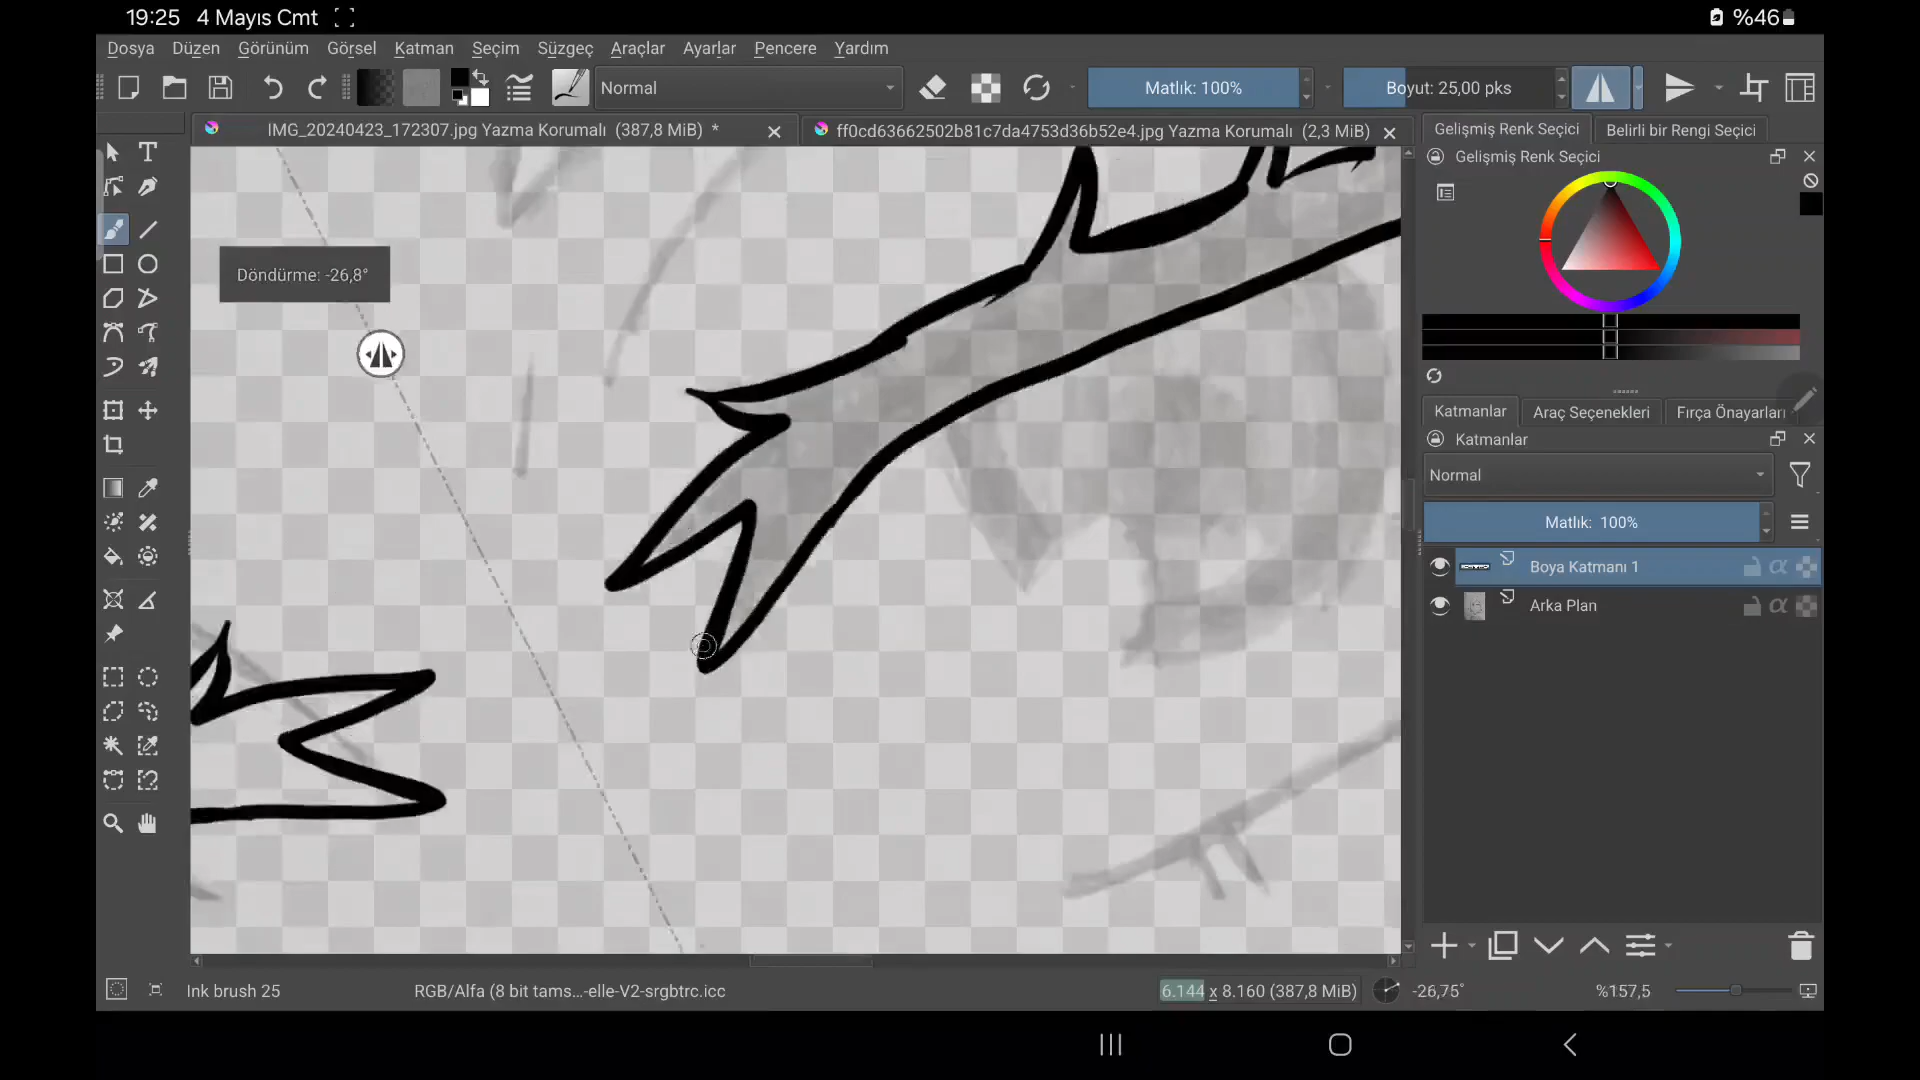 19:25 4 Mayıs Cmt
%46
Dosya Düzen Görünüm Görsel Katman Seçim Süzgeç Araçlar Ayarlar Pencere Yardım
Normal
Matlık: 100%
Boyut: 25,00 pks
IMG_20240423_172307.jpg Yazma Korumalı (387,8 MiB) *
ff0cd63662502b81c7da4753d36b52e4.jpg Yazma Korumalı (2,3 MiB)
Gelişmiş Renk Seçici
Belirli bir Rengi Seçici
Gelişmiş Renk Seçici
Döndürme: -26,8°
Katmanlar
Araç Seçenekleri
Fırça Önayarları
Katmanlar
Normal
Matlık: 100%
Boya Katmanı 1
Arka Plan
Ink brush 25
RGB/Alfa (8 bit tams...-elle-V2-srgbtrc.icc
6.144 x 8.160 (387,8 MiB)
-26,75°
%157,5